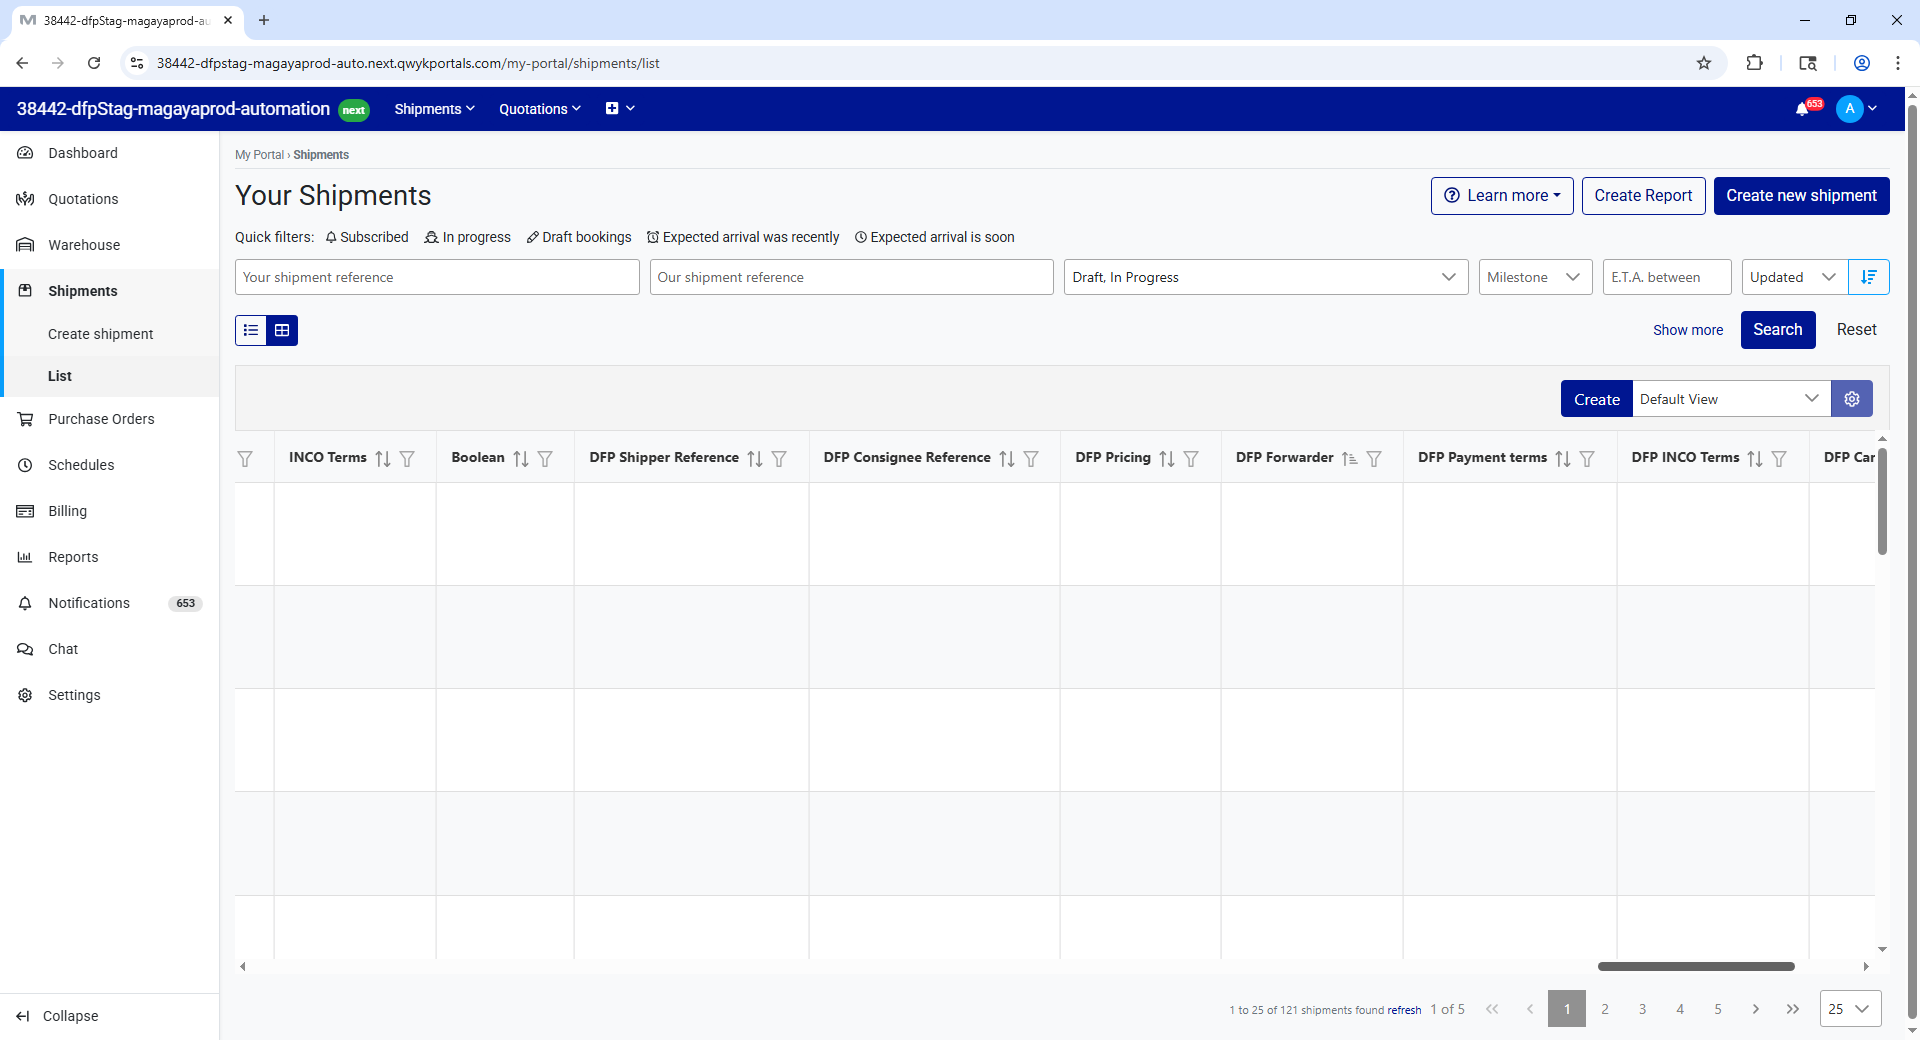 38442-dfpStag-magayaprod-au
38442-dfpstag-magayaprod-auto.next.qwykportals.com/my-portal/shipments/list
38442-dfpStag-magayaprod-automation next Shipments Quotations 653 A
Dashboard
Quotations
Warehouse
Shipments
Create shipment
List
Purchase Orders
Schedules
Billing
Reports
Notifications 653
Chat
Settings
Collapse
My Portal › Shipments
Your Shipments
Learn more Create Report Create new shipment
Quick filters: Subscribed In progress Draft bookings Expected arrival was recently Expected arrival is soon
Your shipment reference Our shipment reference Draft, In Progress Milestone E.T.A. between Updated
Show more Search Reset
Create Default View
INCO Terms Boolean DFP Shipper Reference DFP Consignee Reference DFP Pricing DFP Forwarder DFP Payment terms DFP INCO Terms DFP Car
1 to 25 of 121 shipments found refresh 1 of 5 1 2 3 4 5 25